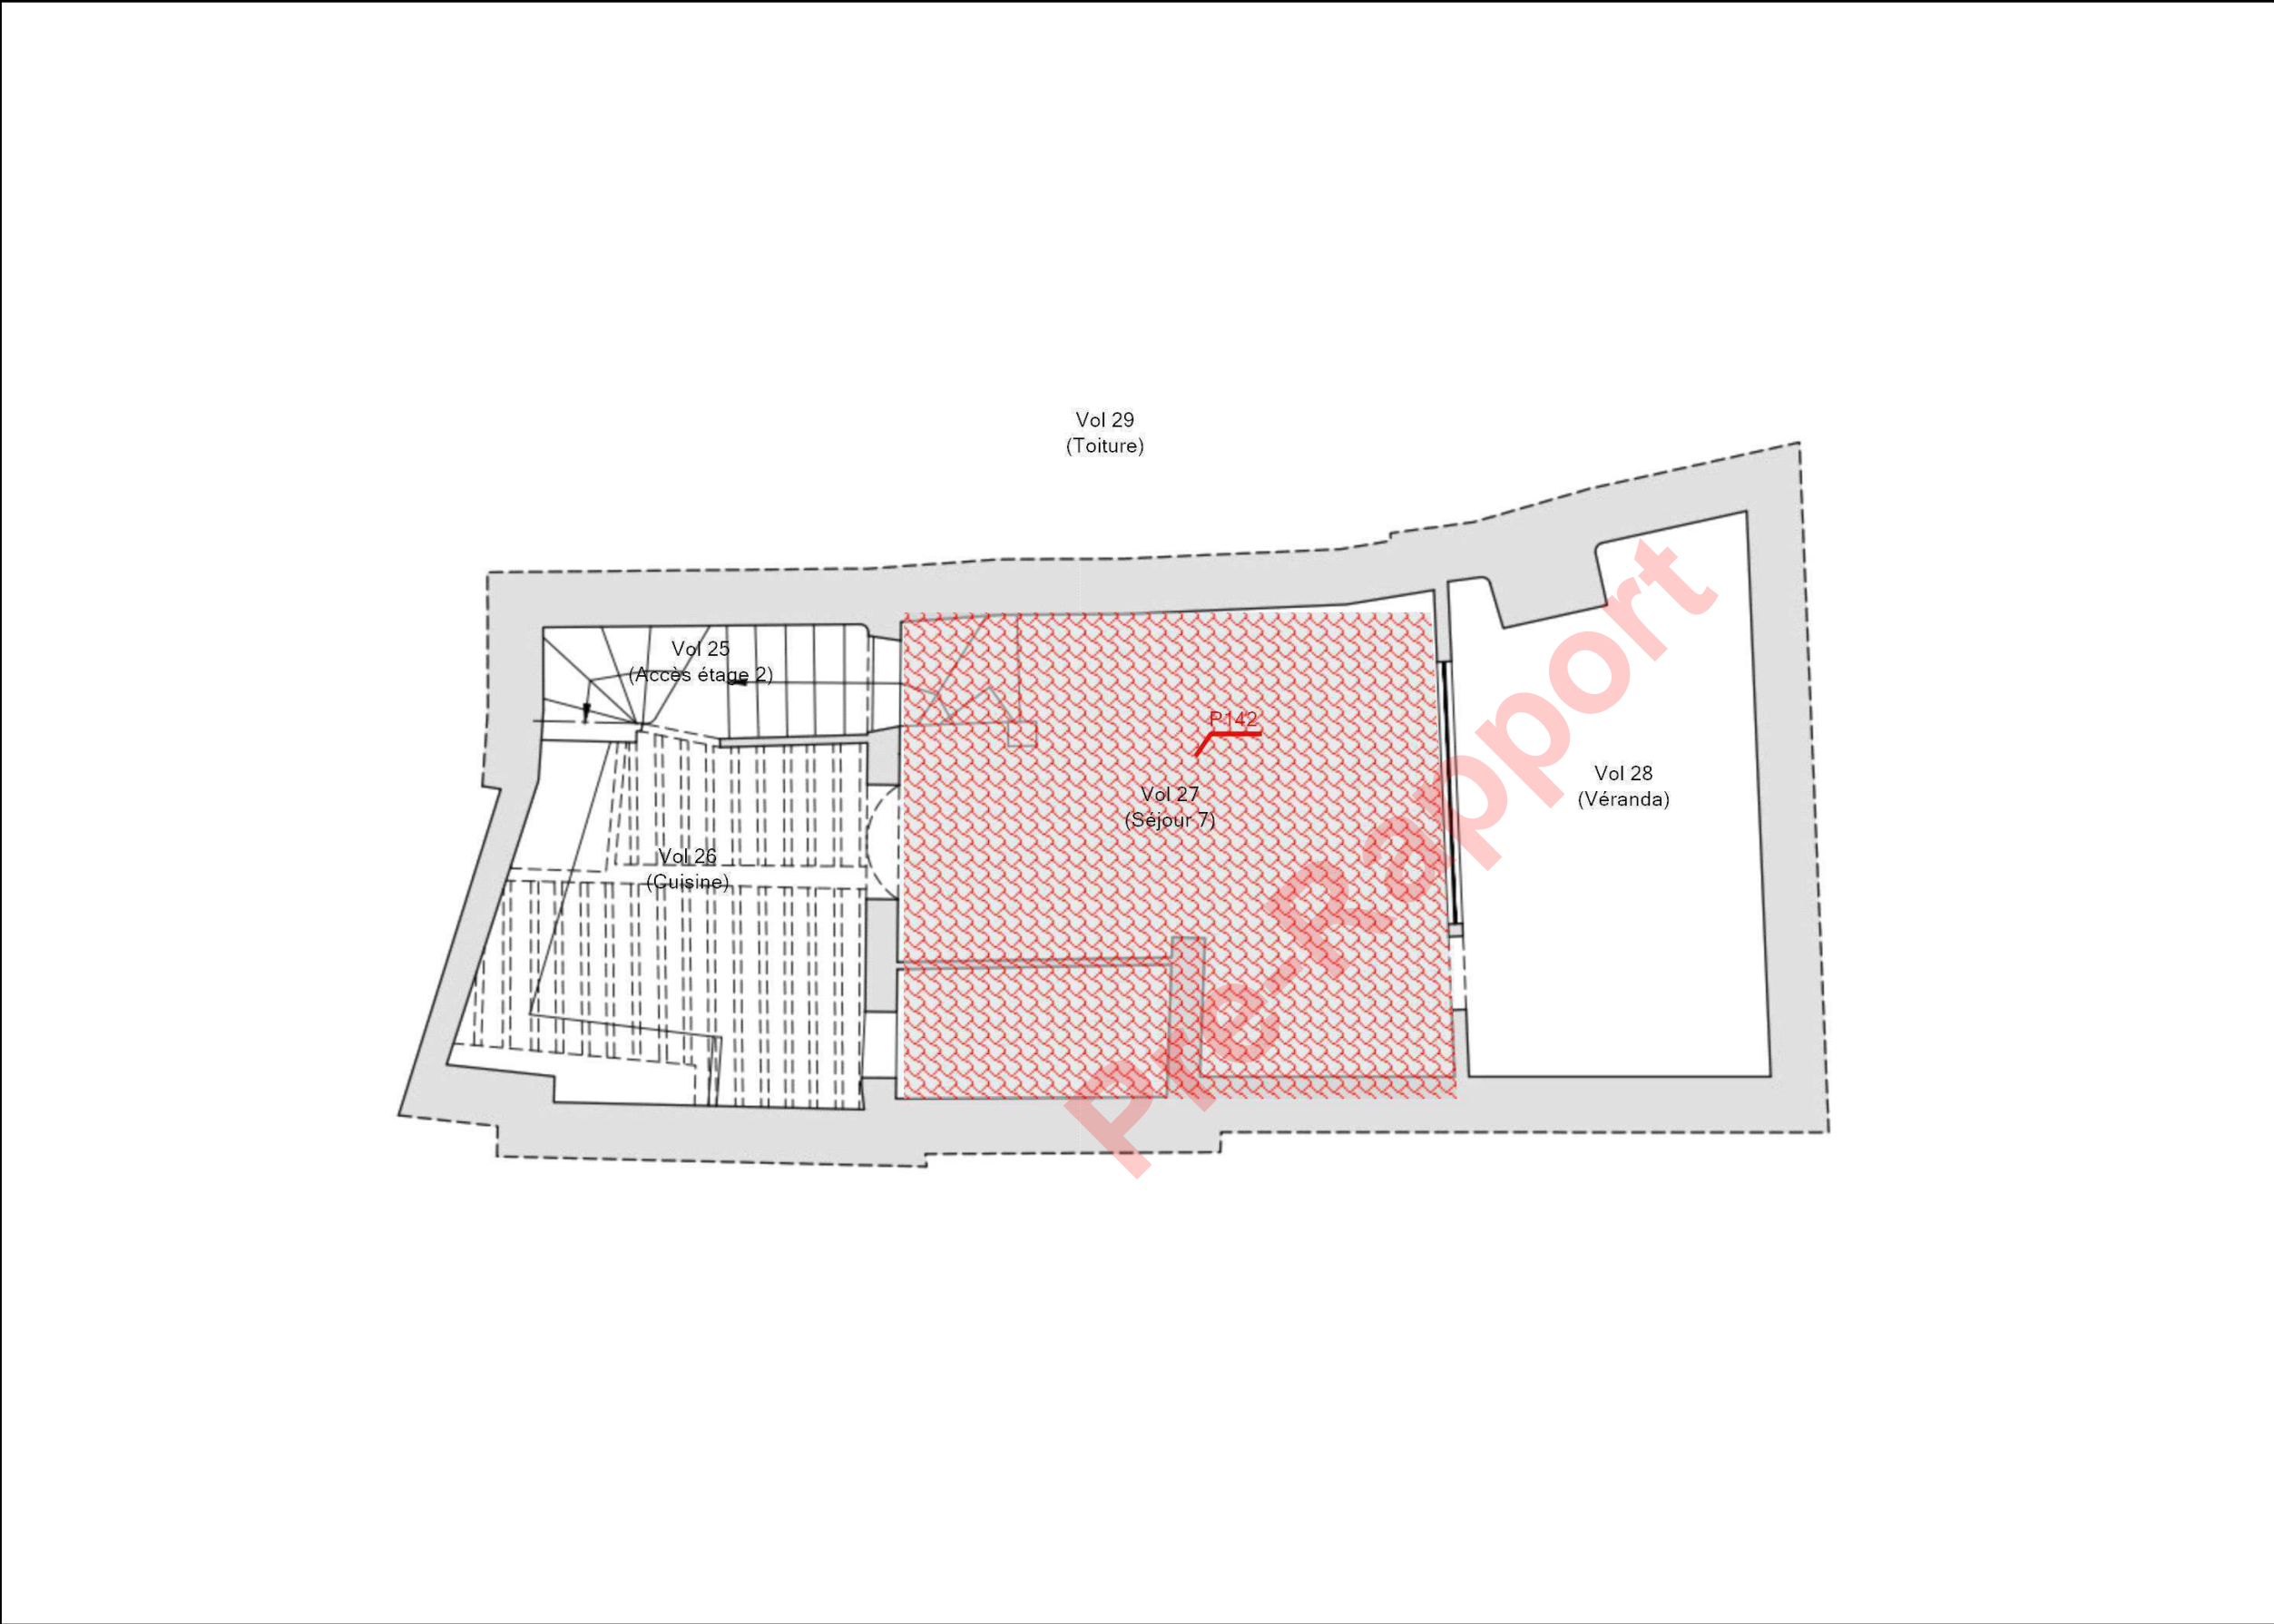 Vol 29
(Toiture)
Vol 25
(Accès étage 2)
P142
Vol 27
(Séjour 7)
Vol 28
(Véranda)
Vol 26
(Cuisine)
Pré-Rapport